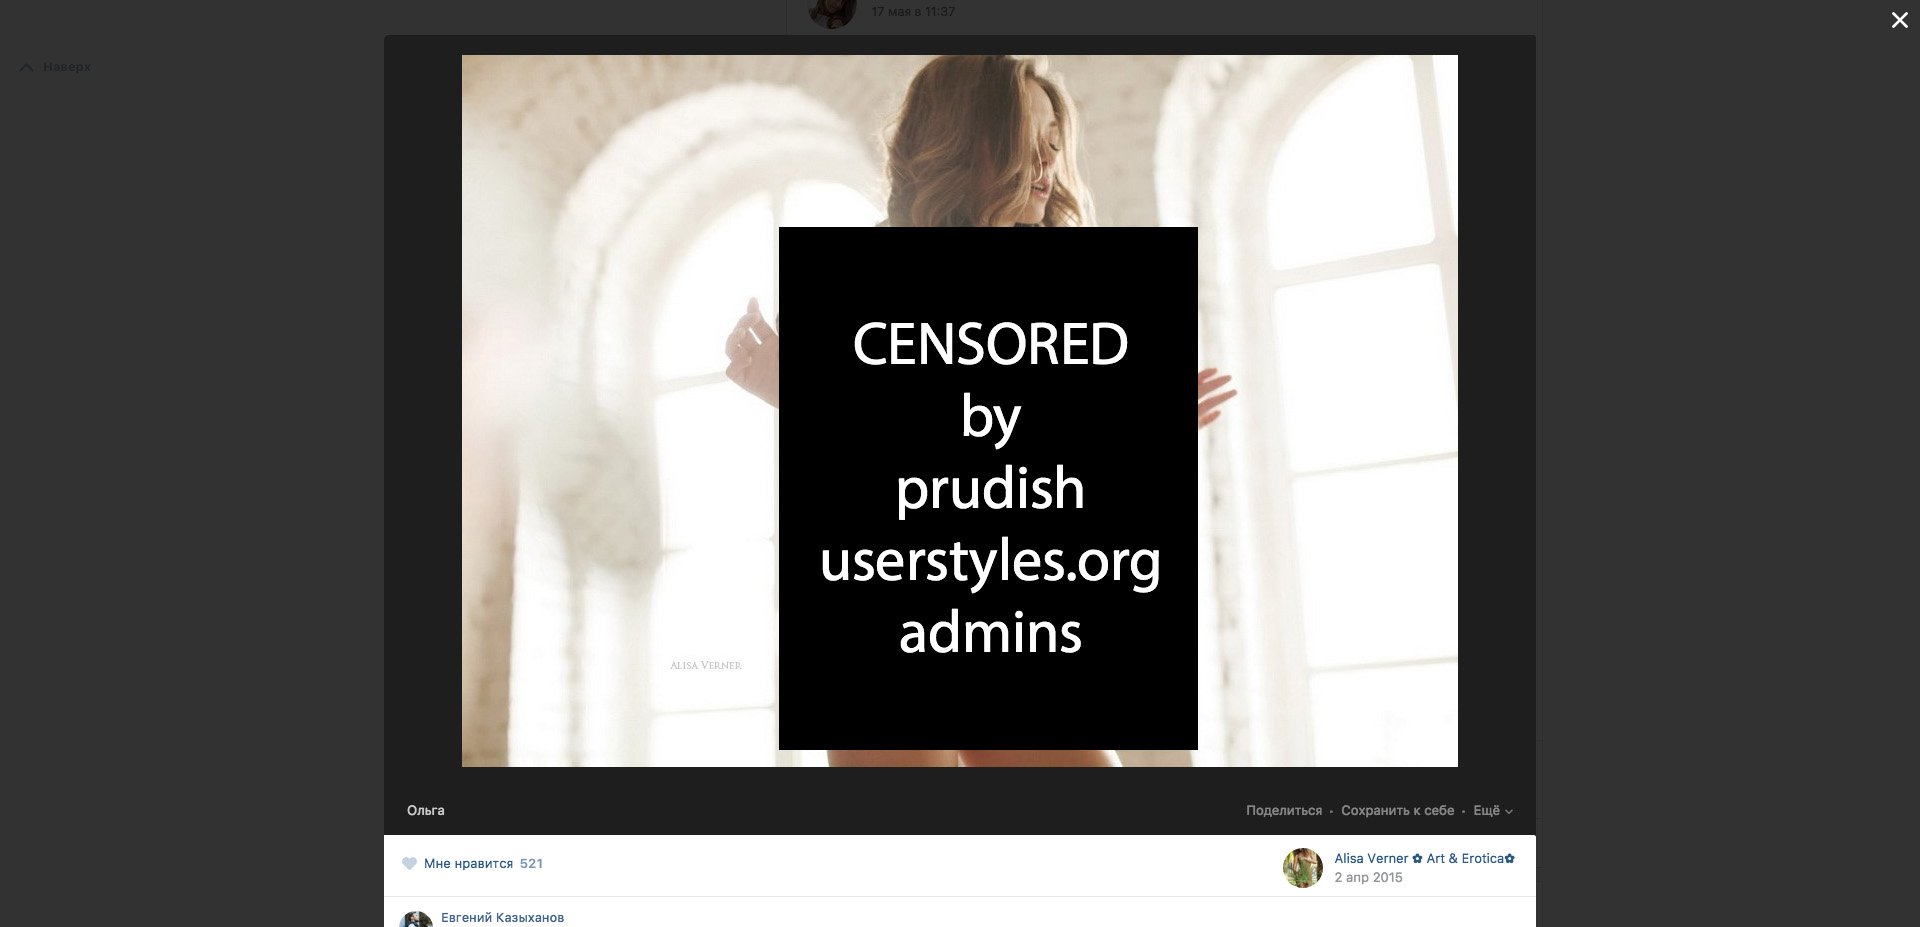 17 мая в 11:37
Наверх
CENSORED
by
prudish
userstyles.org
admins
ALISA VERNER
Ольга
Поделиться · Сохранить к себе · Ещё
Мне нравится 521
Alisa Verner ✿ Art & Erotica✿
2 апр 2015
Евгений Казыханов